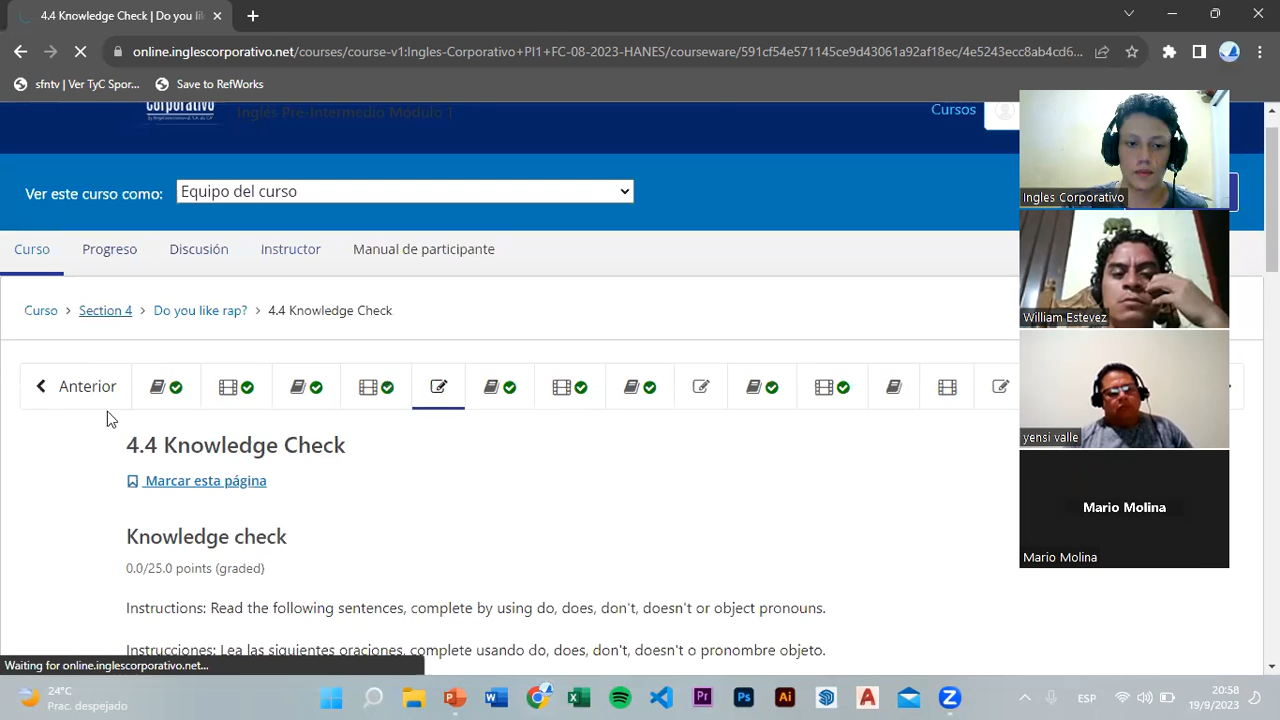 4.4 Knowledge Check | Do you lik
online.inglescorporativo.net/courses/course-v1:Ingles-Corporativo+PI1+FC-08-2023-HANES/courseware/591cf54e571145ce9d43061a92af18ec/4e5243ecc8ab4cd6...
sfntv | Ver TyC Spor...
Save to RefWorks
corporativo
Inglés Pre-Intermedio Módulo 1
Cursos
Ver este curso como:
Equipo del curso
Curso
Progreso
Discusión
Instructor
Manual de participante
Curso > Section 4 > Do you like rap? > 4.4 Knowledge Check
Anterior
4.4 Knowledge Check
Marcar esta página
Knowledge check
0.0/25.0 points (graded)
Instructions: Read the following sentences, complete by using do, does, don't, doesn't or object pronouns.
Instrucciones: Lea las siguientes oraciones, complete usando do, does, don't, doesn't o pronombre objeto.
Waiting for online.inglescorporativo.net...
Ingles Corporativo
William Estevez
yensi valle
Mario Molina
Mario Molina
24°C
Prac. despejado
ESP
20:58
19/9/2023